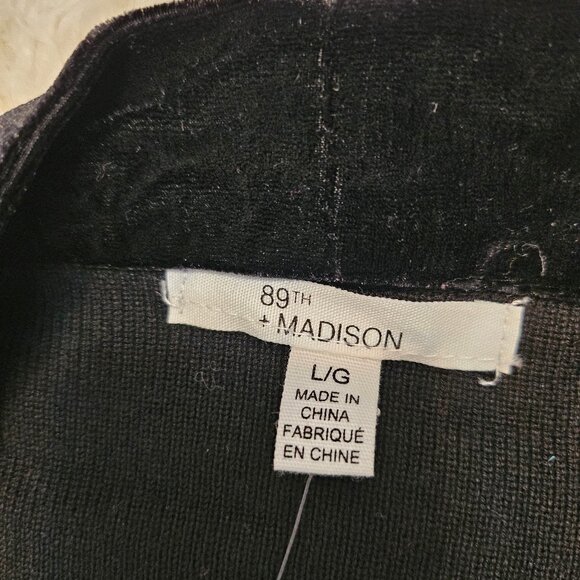 89TH
+ MADISON
L/G
MADE IN
CHINA
FABRIQUÉ
EN CHINE